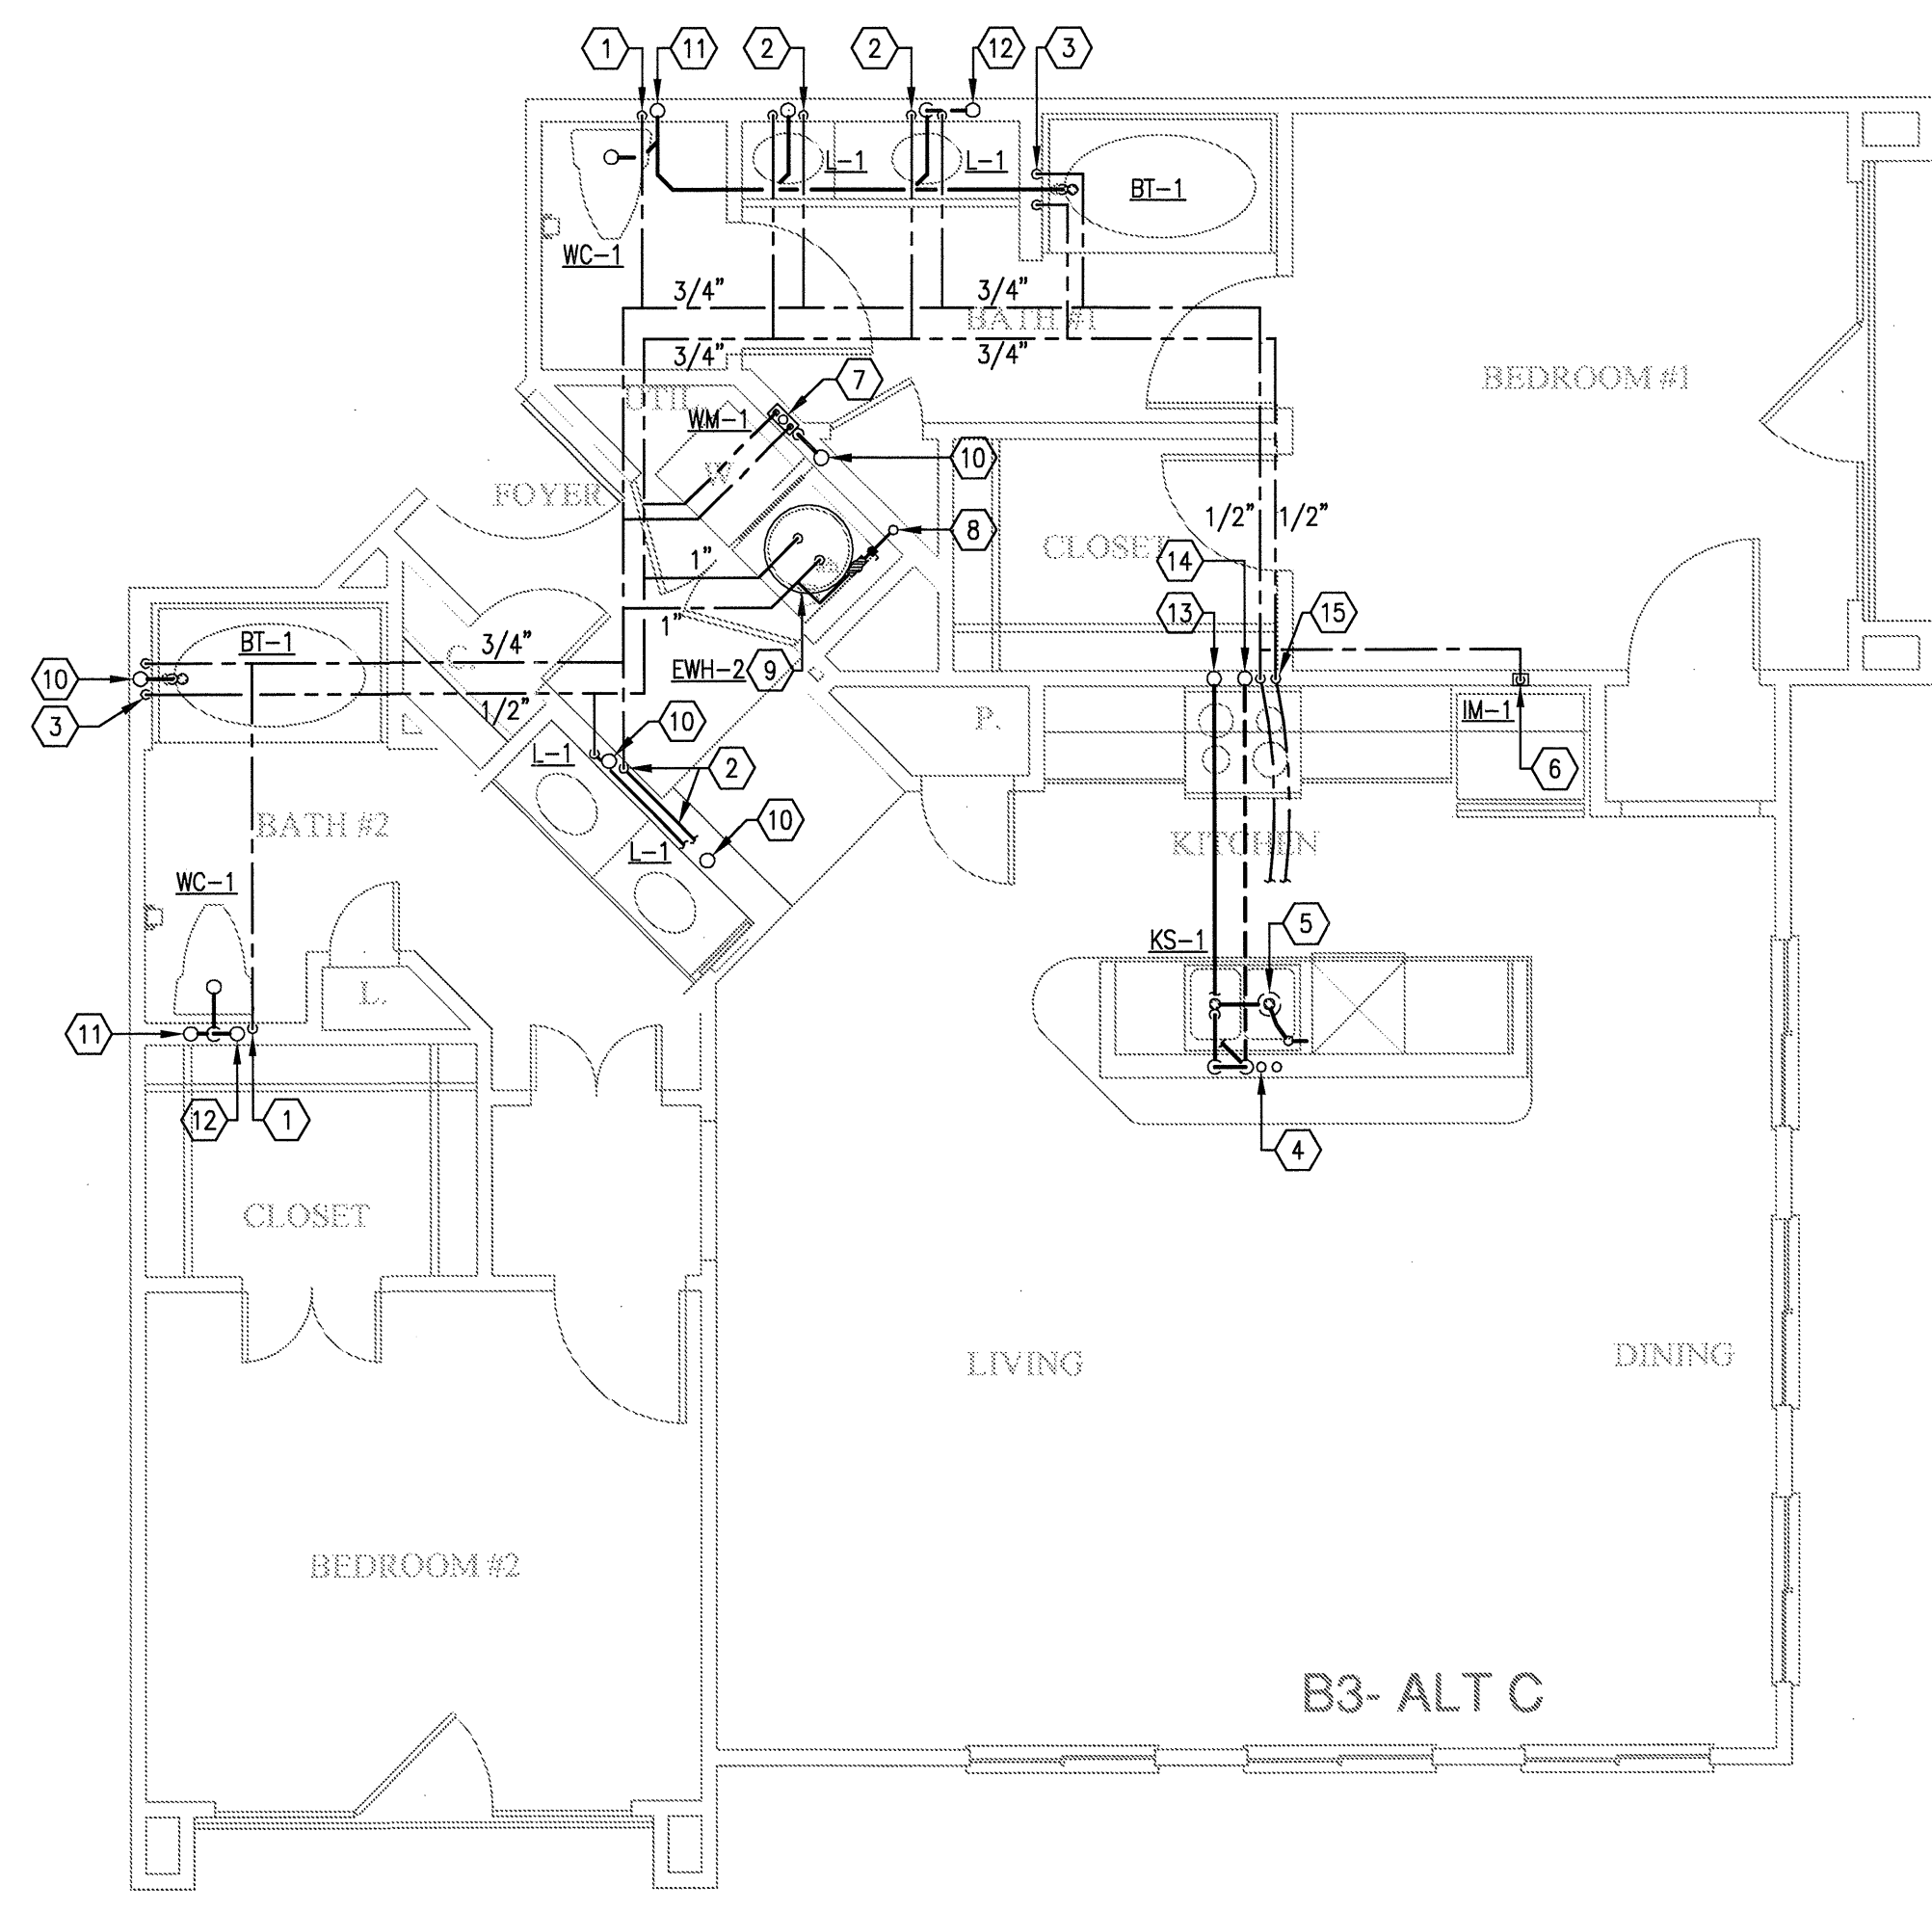 1 11 2 2 12 3
L-1 L-1 BT-1
WC-1
3/4" 3/4"
BATH #1
3/4" 3/4"
BEDROOM #1
7
UTIL.
WM-1
10
W
FOYER
1/2" 1/2"
8
CLOSET
14
1"
13 15
1"
BT-1 3/4"
C.
10 EWH-2 9
3 1/2"
L.
10 P. IM-1
L-1
2 6
10
BATH #2
L-1
KITCHEN
WC-1
5
KS-1
L.
11
12 1
4
CLOSET
LIVING DINING
BEDROOM #2
B3- ALT C